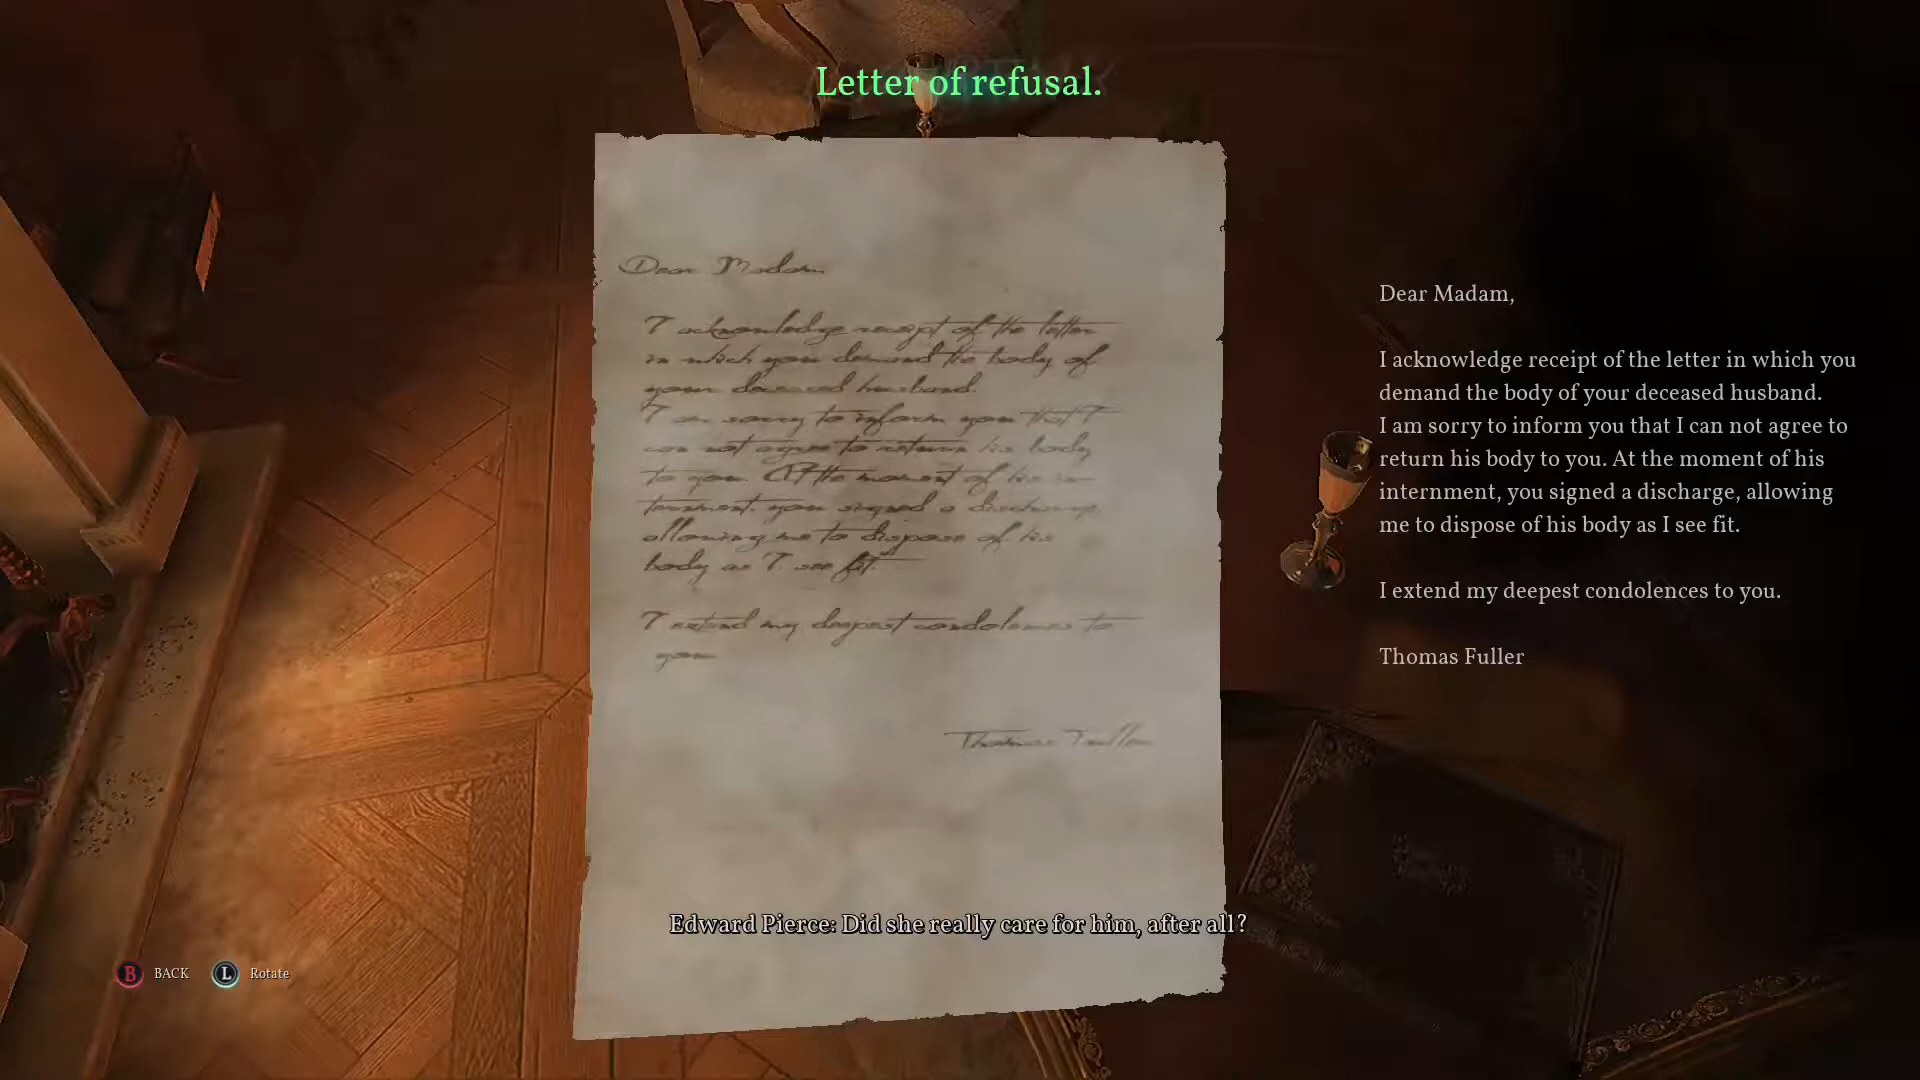 Letter of refusal.
Dear Madam,
I acknowledge receipt of the letter
in which you demand the body of
your deceased husband.
I am sorry to inform you that I
can not agree to return his body
to you. At the moment of his in-
ternment, you signed a discharge,
allowing me to dispose of his
body as I see fit.
I extend my deepest condolences to
you.
Thomas Fuller
Dear Madam,
I acknowledge receipt of the letter in which you
demand the body of your deceased husband.
I am sorry to inform you that I can not agree to
return his body to you. At the moment of his
internment, you signed a discharge, allowing
me to dispose of his body as I see fit.
I extend my deepest condolences to you.
Thomas Fuller
Edward Pierce: Did she really care for him, after all?
B BACK L Rotate